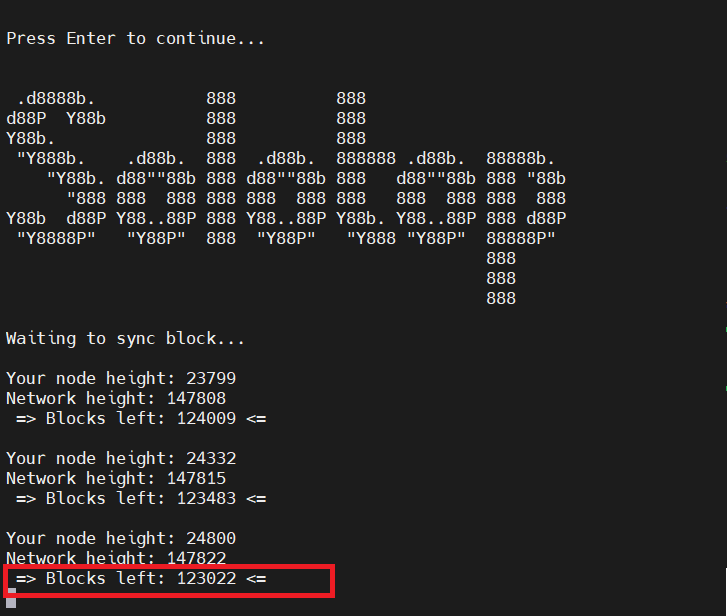 Press Enter to continue...
 .d8888b.           888          888
d88P  Y88b          888          888
Y88b.               888          888
 "Y888b.    .d88b.  888  .d88b.  888888 .d88b.  88888b.
    "Y88b. d88""88b 888 d88""88b 888   d88""88b 888 "88b
      "888 888  888 888 888  888 888   888  888 888  888
Y88b  d88P Y88..88P 888 Y88..88P Y88b. Y88..88P 888 d88P
 "Y8888P"   "Y88P"  888  "Y88P"   "Y888 "Y88P"  88888P"
                                                888
                                                888
                                                888
Waiting to sync block...
Your node height: 23799
Network height: 147808
 => Blocks left: 124009 <=
Your node height: 24332
Network height: 147815
 => Blocks left: 123483 <=
Your node height: 24800
Network height: 147822
 => Blocks left: 123022 <=